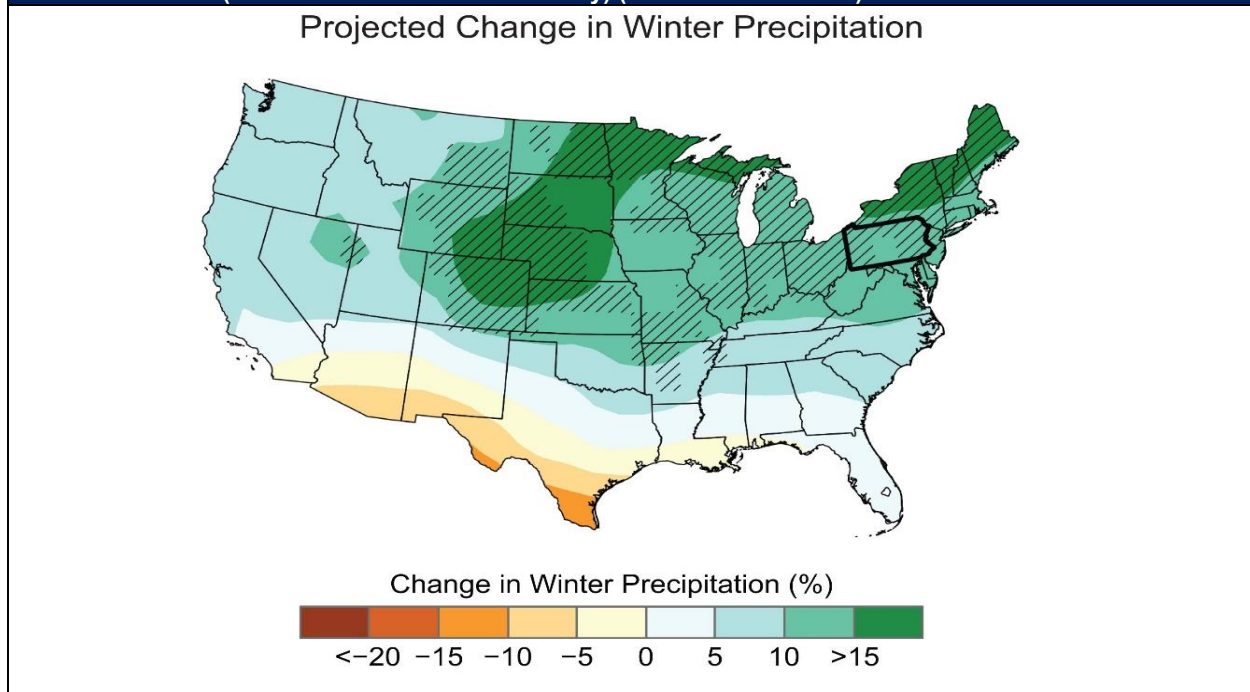 Projected Change in Winter Precipitation
Change in Winter Precipitation (%)
<−20 −15 −10 −5 0 5 10 >15